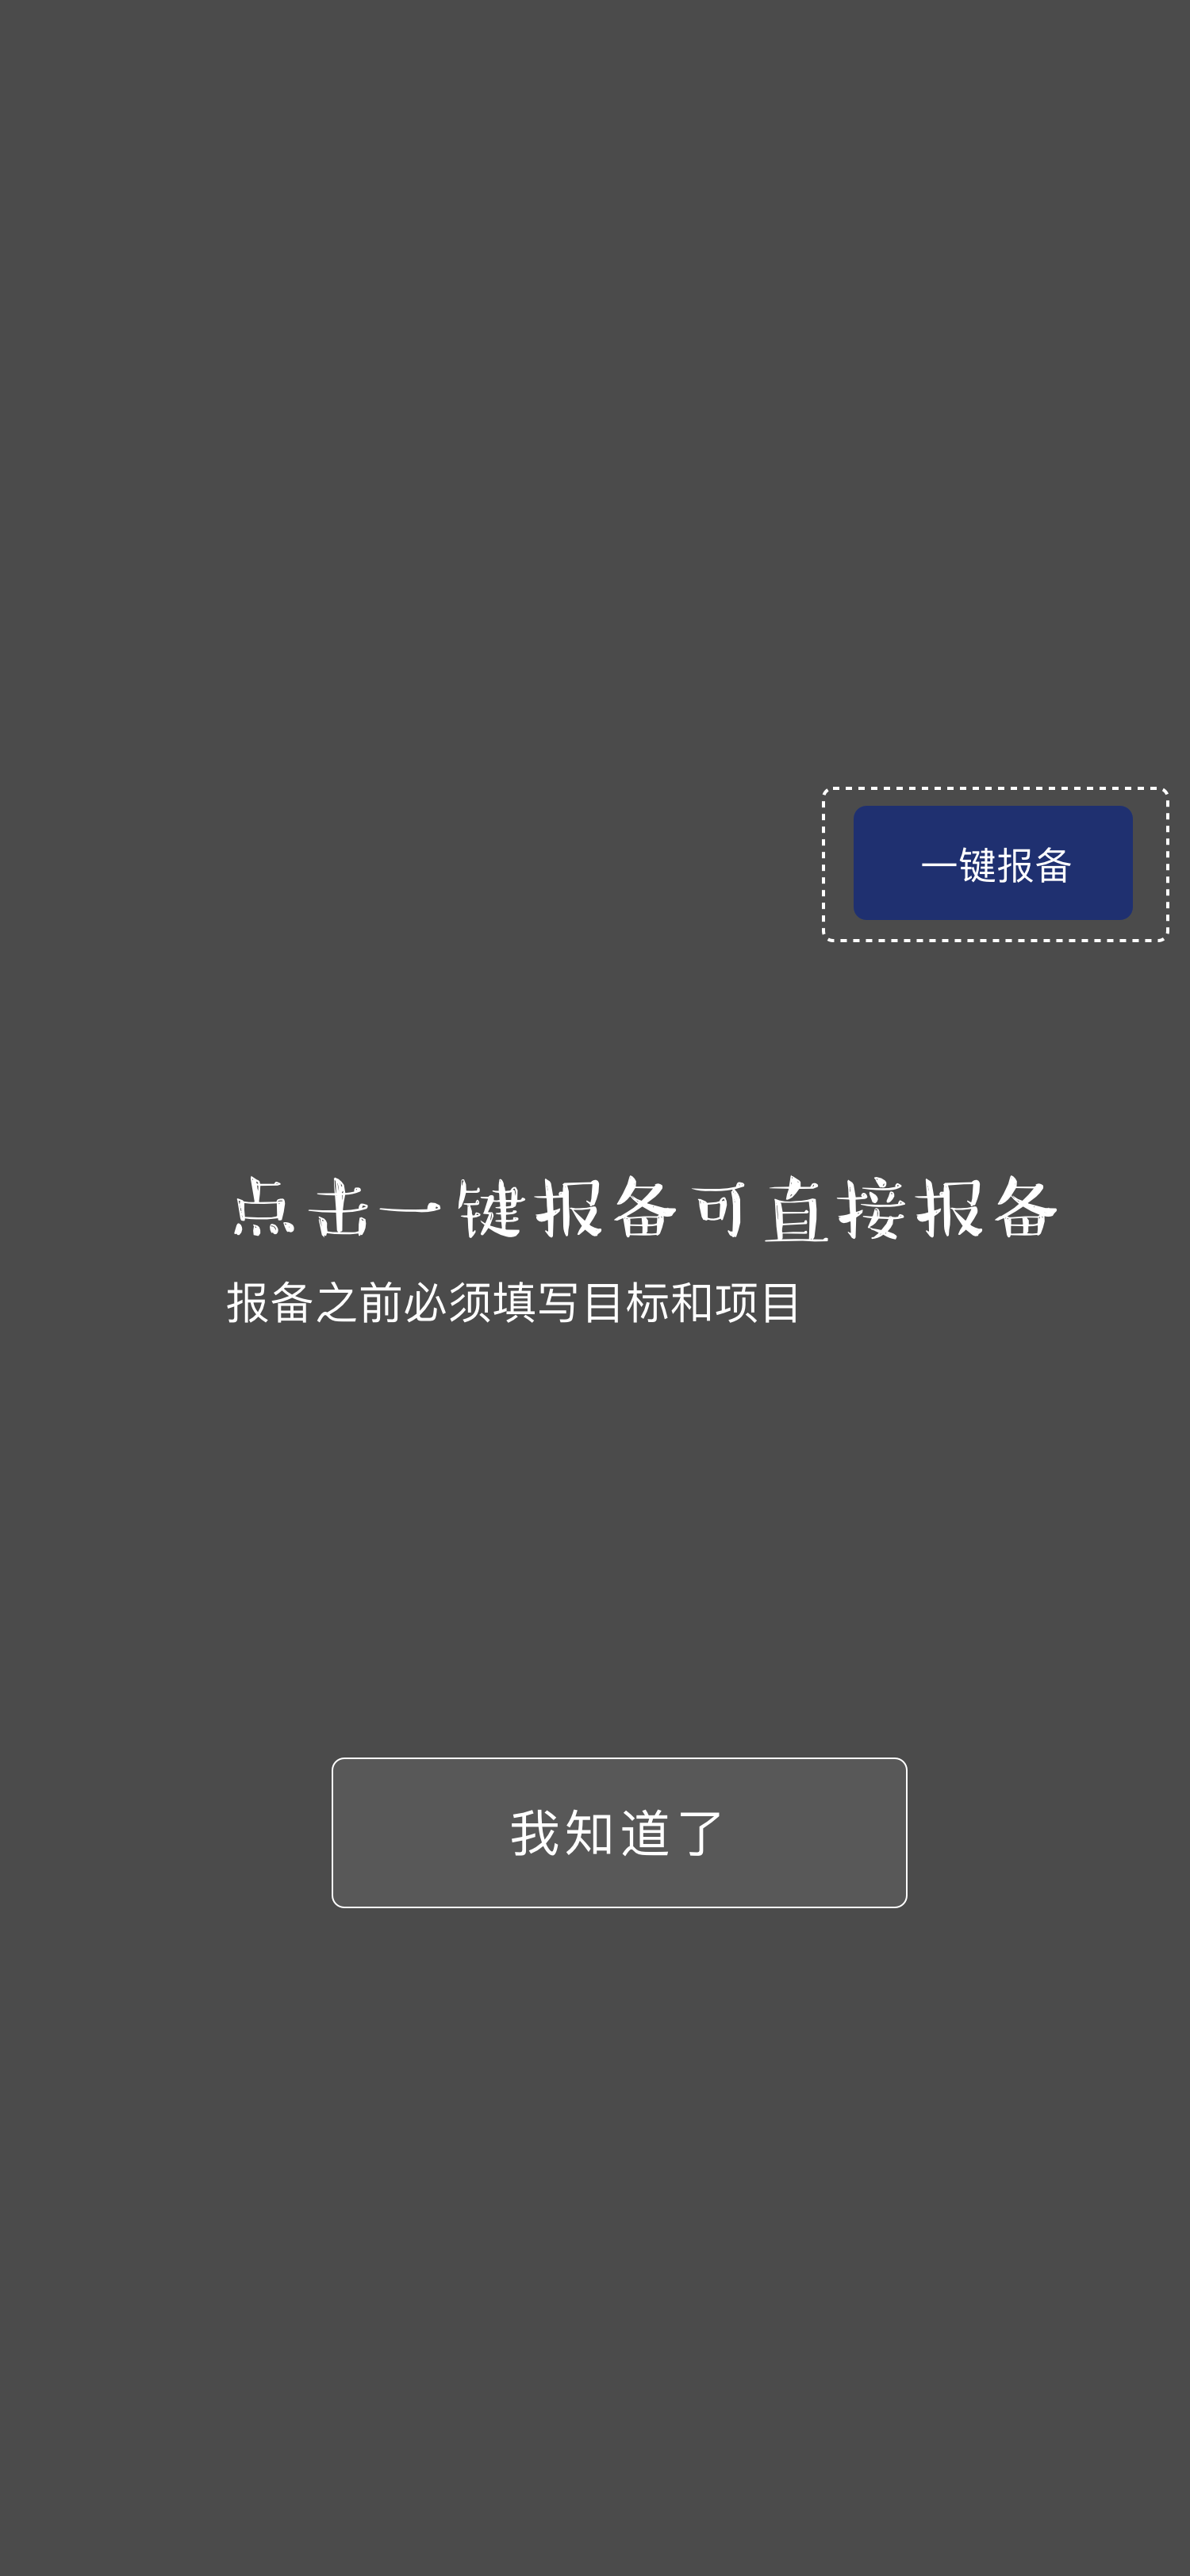 一键报备
点击一键报备可直接报备
报备之前必须填写目标和项目
我知道了